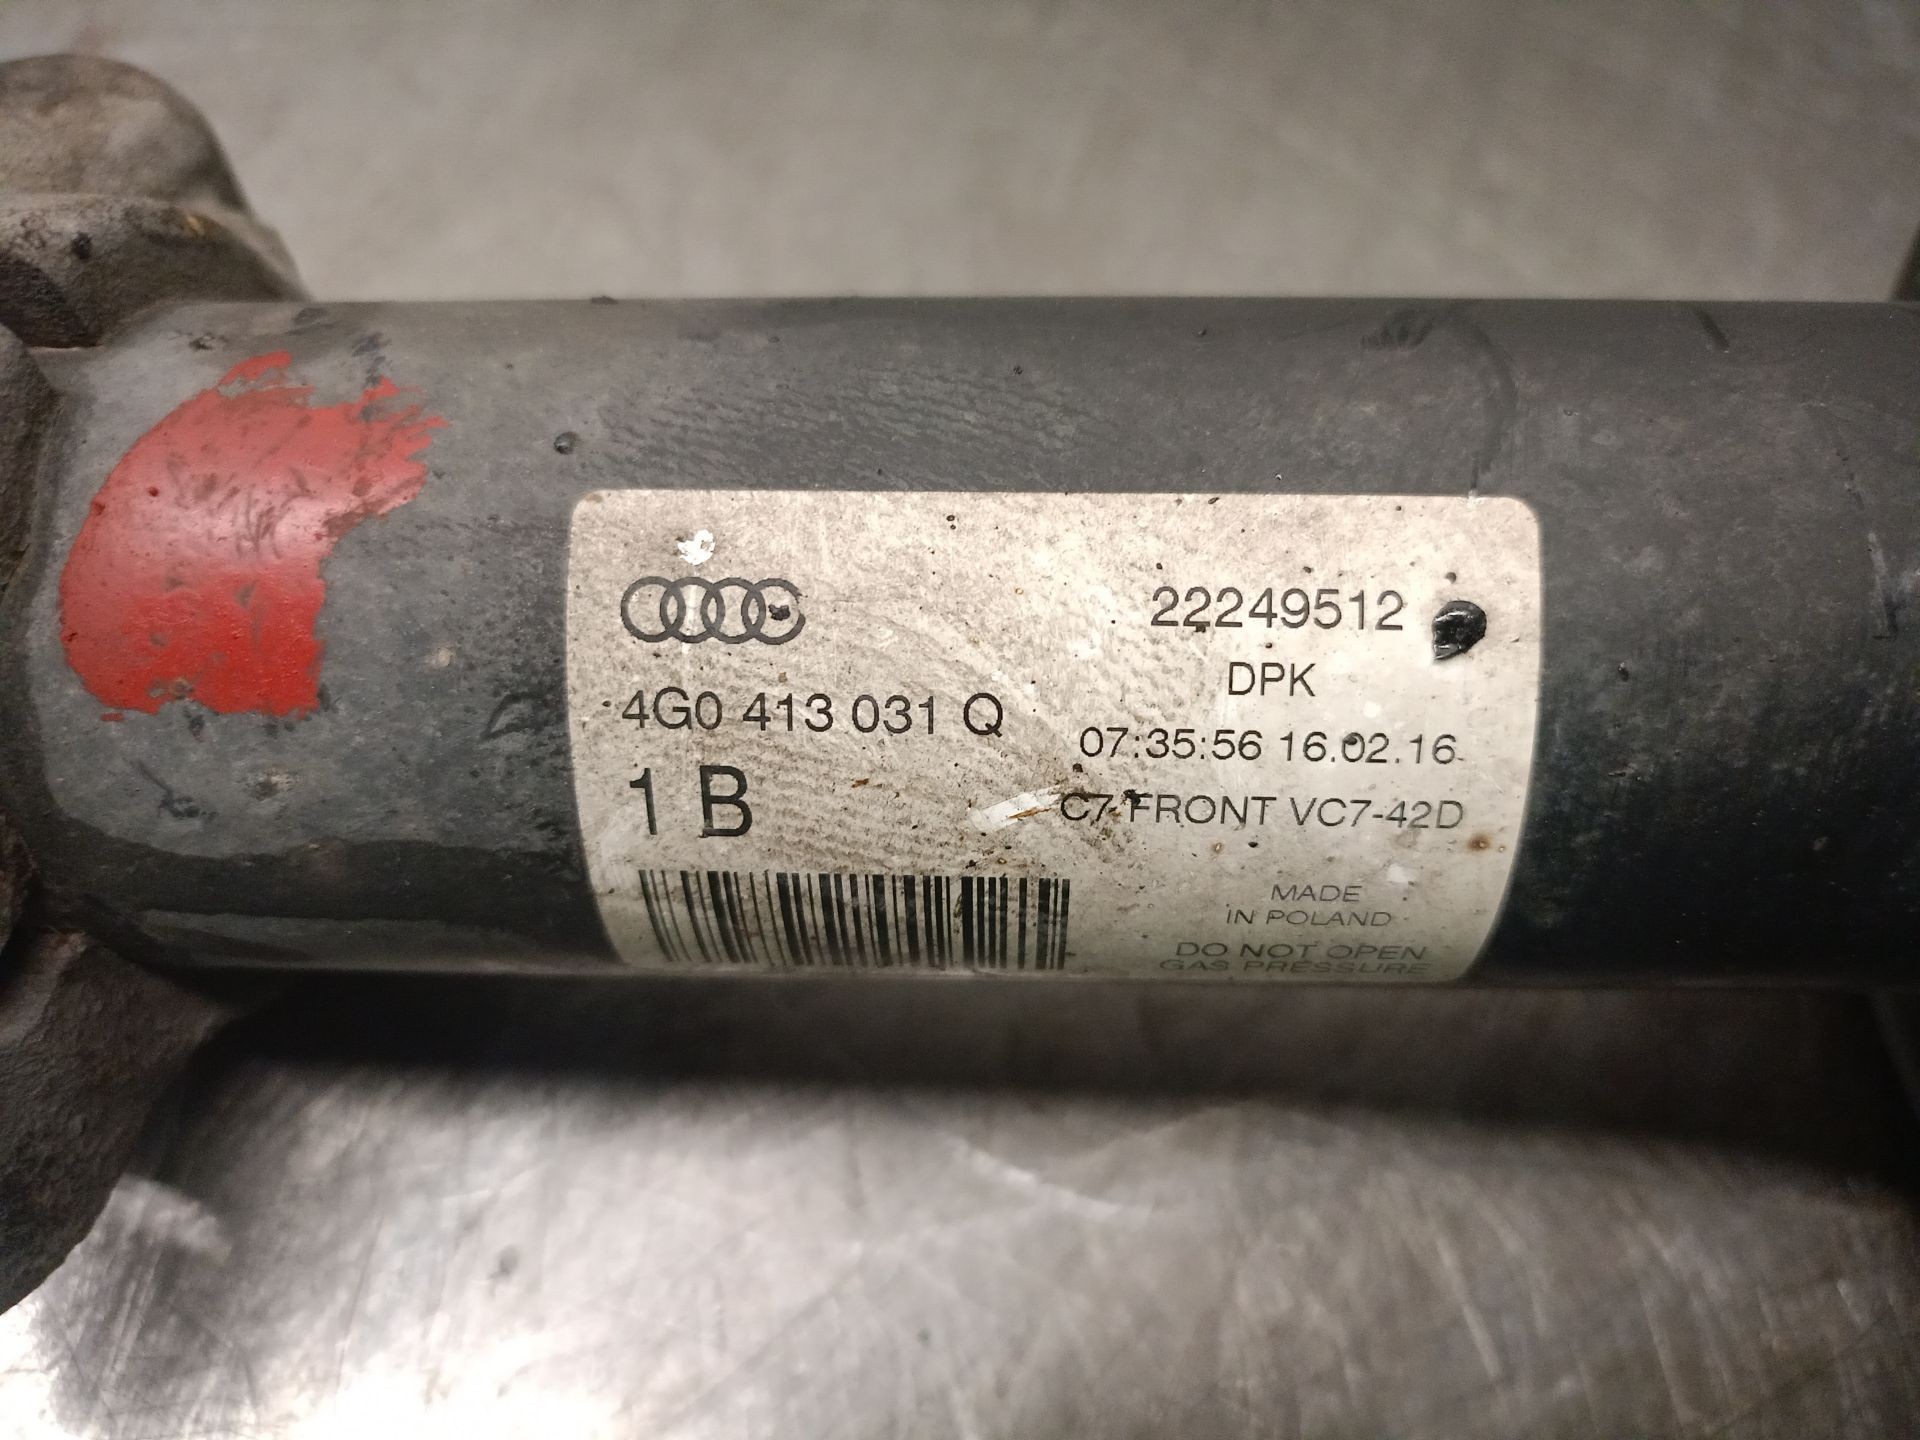 4G0 413 031 Q
1 B
22249512
DPK
07:35:56 16.02.16
C7 FRONT VC7-42D
MADE
IN POLAND
DO NOT OPEN
GAS PRESSURE